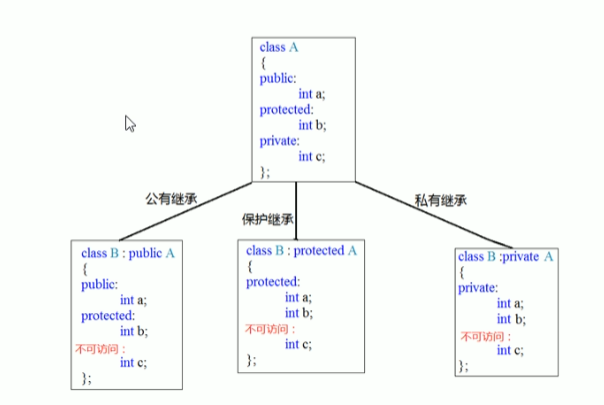 class A
{
public:
int a;
protected:
int b;
private:
int c;
};
公有继承
保护继承
私有继承
class B : public A
{
public:
int a;
protected:
int b;
不可访问：
int c;
};
class B : protected A
{
protected:
int a;
int b;
不可访问：
int c;
};
class B :private A
{
private:
int a;
int b;
不可访问：
int c;
};